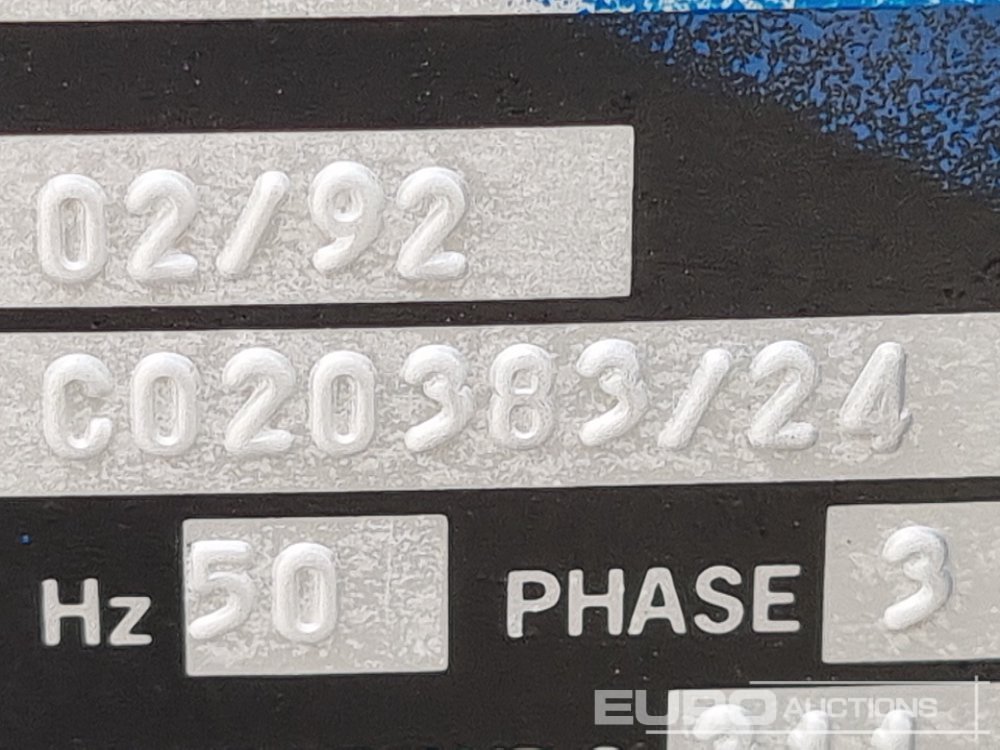 02/92
C020383/24
Hz 50 PHASE 3
EURO AUCTIONS